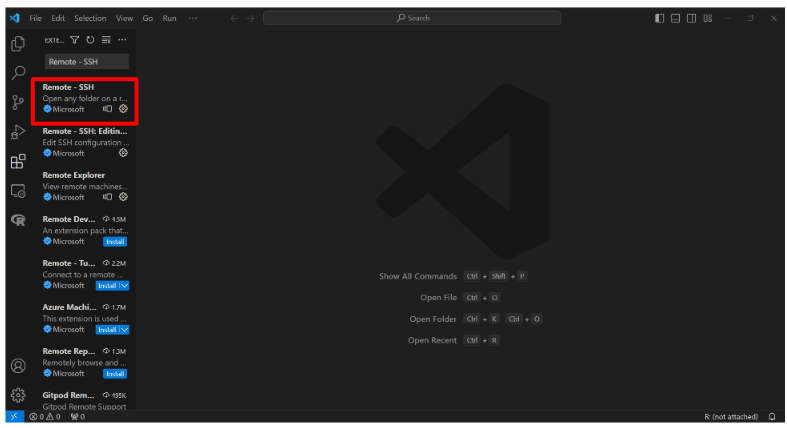 File Edit Selection View Go Run ...
Search
EXTE...
Remote - SSH
Remote - SSH
Open any folder on a r...
Microsoft
Remote - SSH: Editin...
Edit SSH configuration ...
Microsoft
Remote Explorer
View remote machines...
Microsoft
Remote Dev... 4.5M
An extension pack that...
Microsoft Install
Remote - Tu... 2.2M
Connect to a remote ...
Microsoft Install
Azure Machi... 1.7M
This extension is used ...
Microsoft Install
Remote Rep... 1.3M
Remotely browse and ...
Microsoft Install
Gitpod Rem... 495K
Gitpod Remote Support
Show All Commands Ctrl + Shift + P
Open File Ctrl + O
Open Folder Ctrl + K Ctrl + O
Open Recent Ctrl + R
R
0 0 0
R: (not attached)